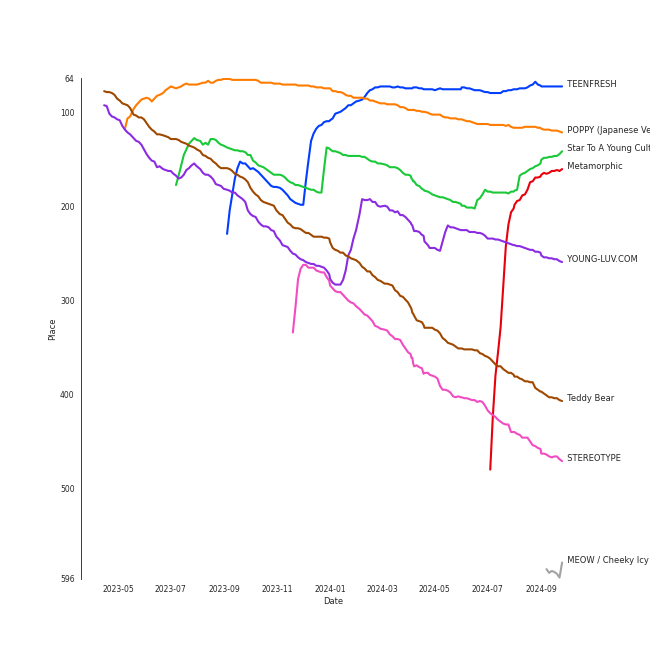 64
100
200
300
400
500
596
Place
2023-05 2023-07 2023-09 2023-11 2024-01 2024-03 2024-05 2024-07 2024-09
Date
TEENFRESH
POPPY (Japanese Ve
Star To A Young Cult
Metamorphic
YOUNG-LUV.COM
Teddy Bear
STEREOTYPE
MEOW / Cheeky Icy